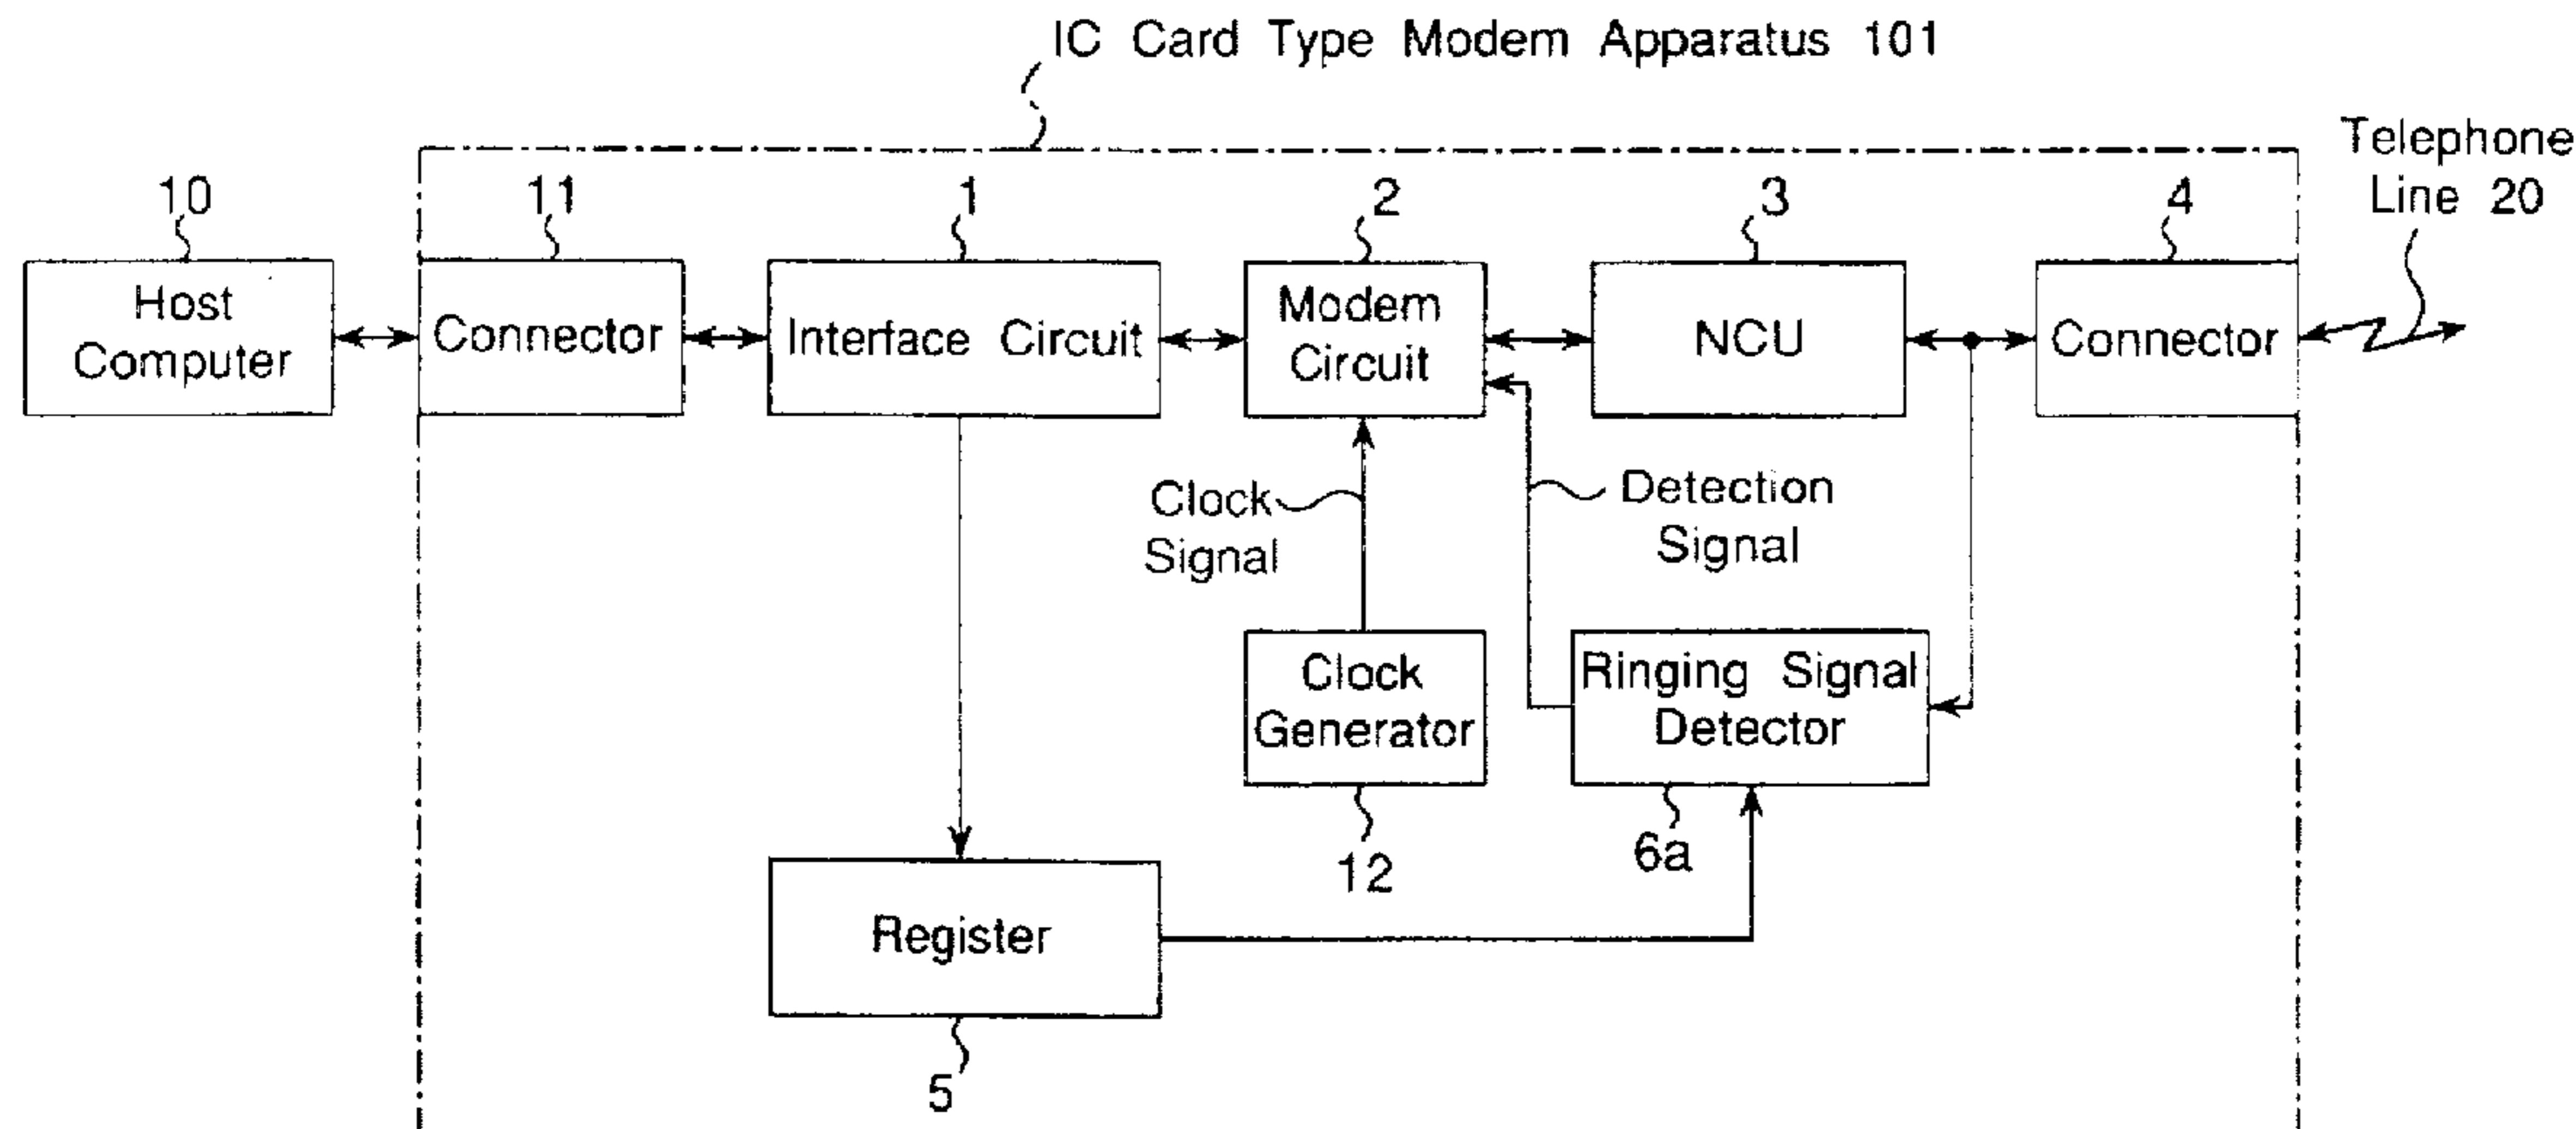 IC Card Type Modem Apparatus 101
Telephone
Line 20
10
11
1
2
3
4
Host
Computer
Connector
Interface Circuit
Modem
Circuit
NCU
Connector
Clock
Signal
Detection
Signal
Clock
Generator
Ringing Signal
Detector
12
6a
Register
5